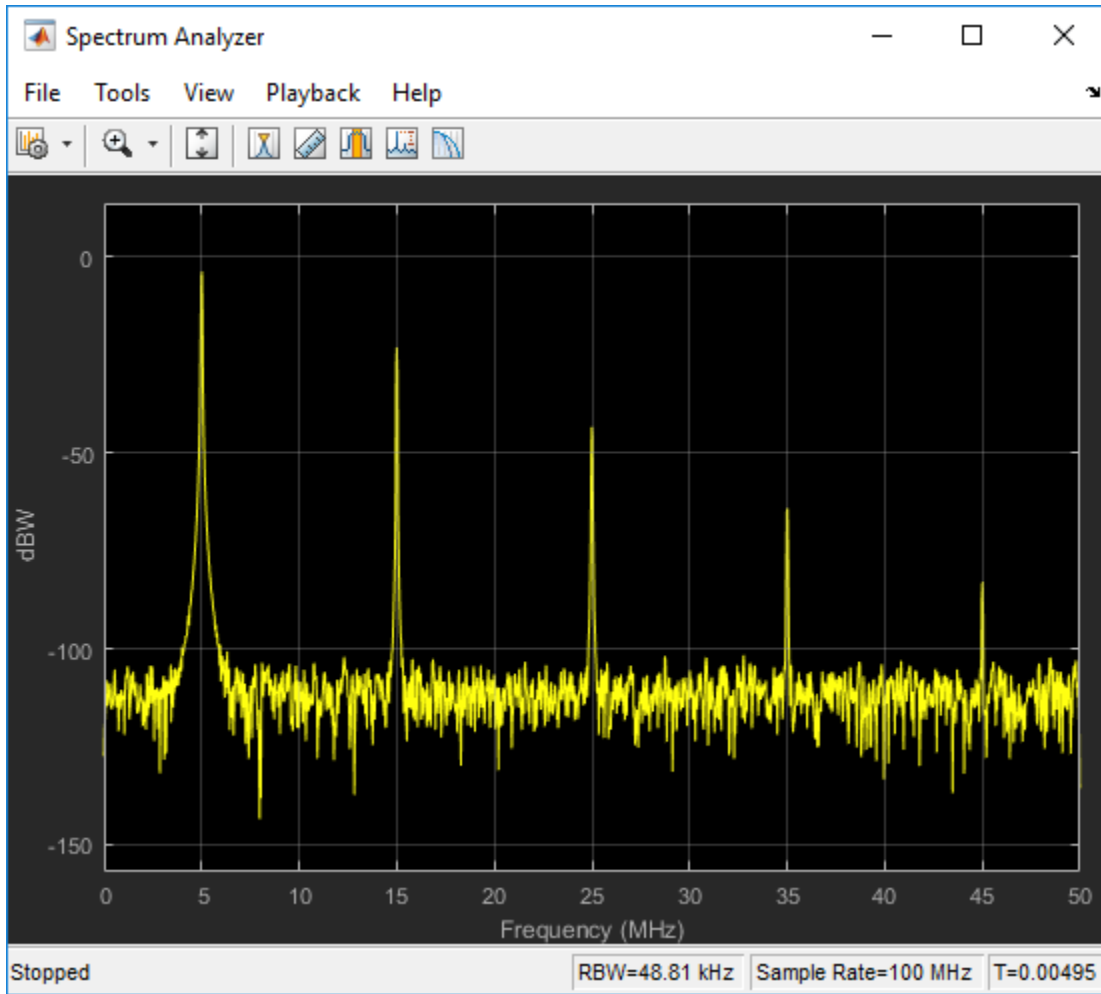 Spectrum Analyzer
File Tools View Playback Help
0
-50
-100
-150
dBW
0 5 10 15 20 25 30 35 40 45 50
Frequency (MHz)
Stopped RBW=48.81 kHz Sample Rate=100 MHz T=0.00495